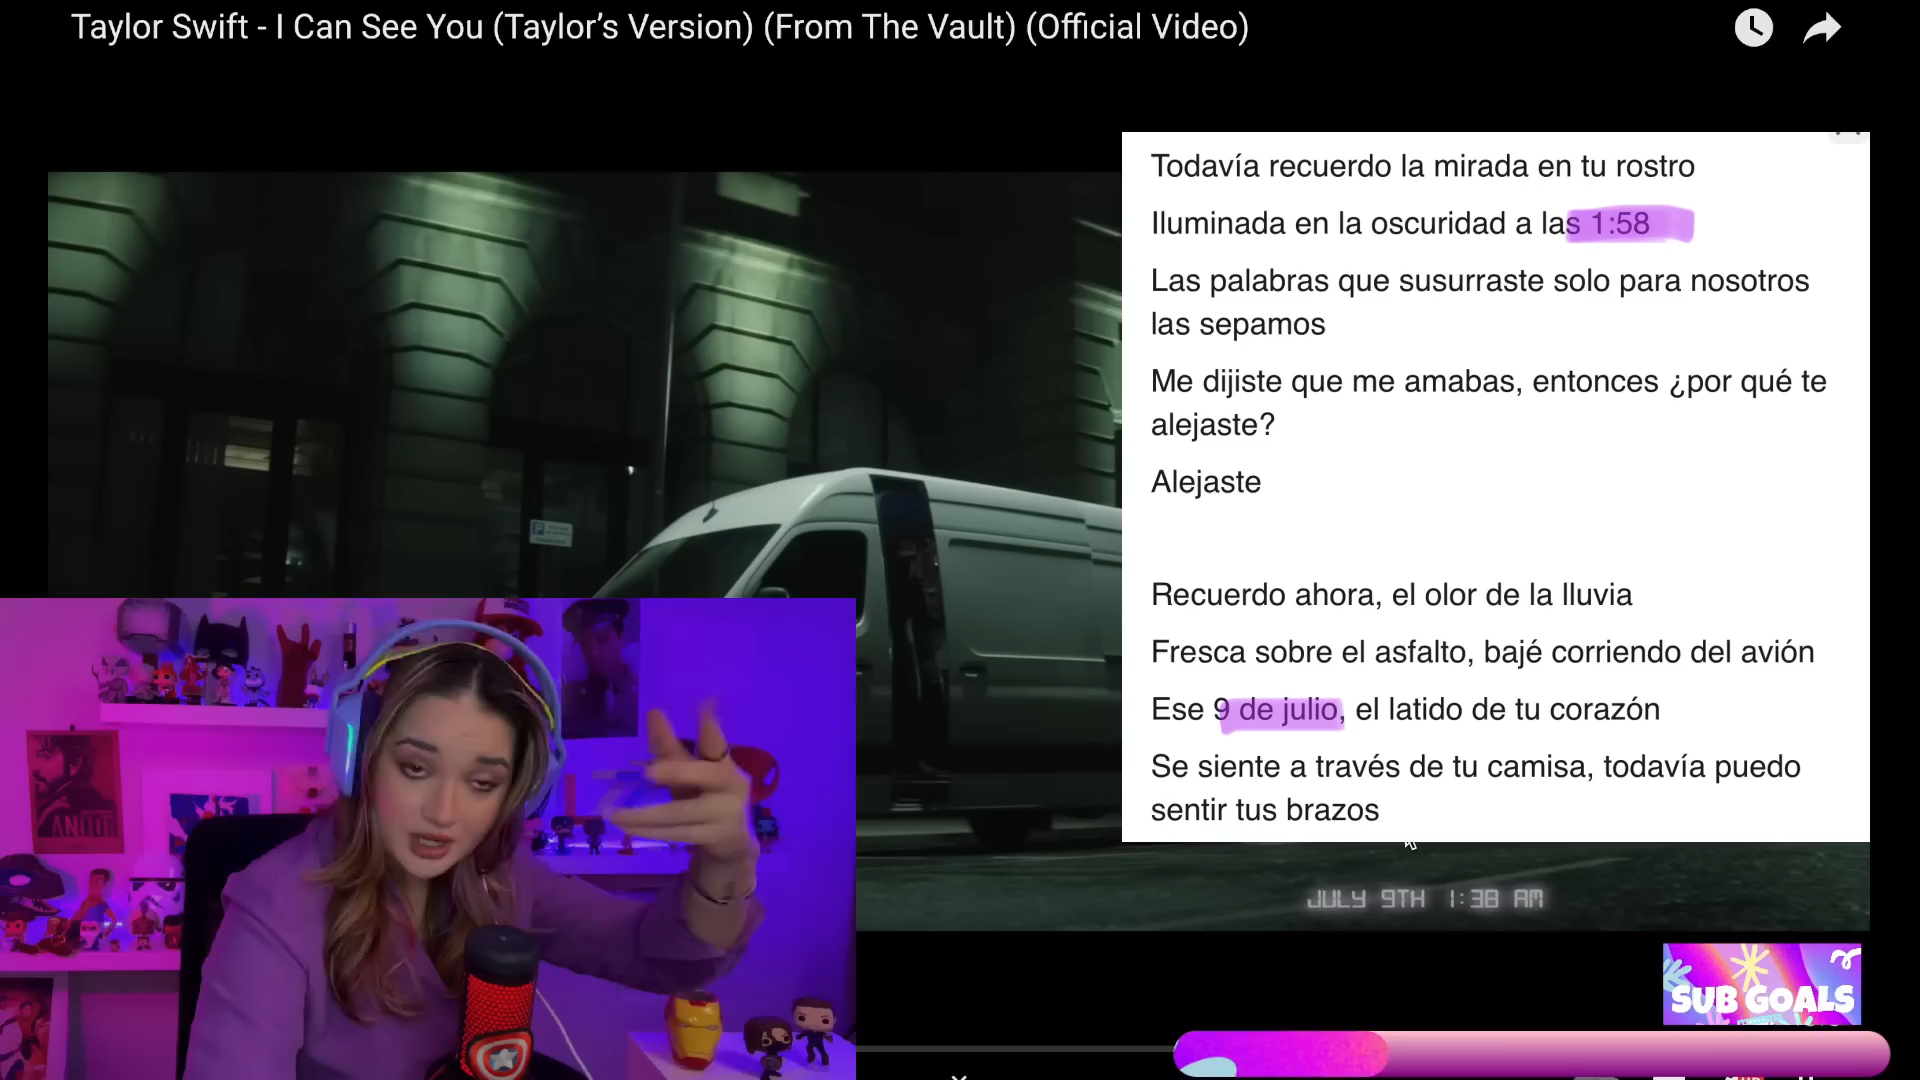 Taylor Swift - I Can See You (Taylor’s Version) (From The Vault) (Official Video)
Todavía recuerdo la mirada en tu rostro
Iluminada en la oscuridad a las 1:58
Las palabras que susurraste solo para nosotros
las sepamos
Me dijiste que me amabas, entonces ¿por qué te
alejaste?
Alejaste
Recuerdo ahora, el olor de la lluvia
Fresca sobre el asfalto, bajé corriendo del avión
Ese 9 de julio, el latido de tu corazón
Se siente a través de tu camisa, todavía puedo
sentir tus brazos
JULY 9TH 1:38 AM
ANDOR
SUB GOALS